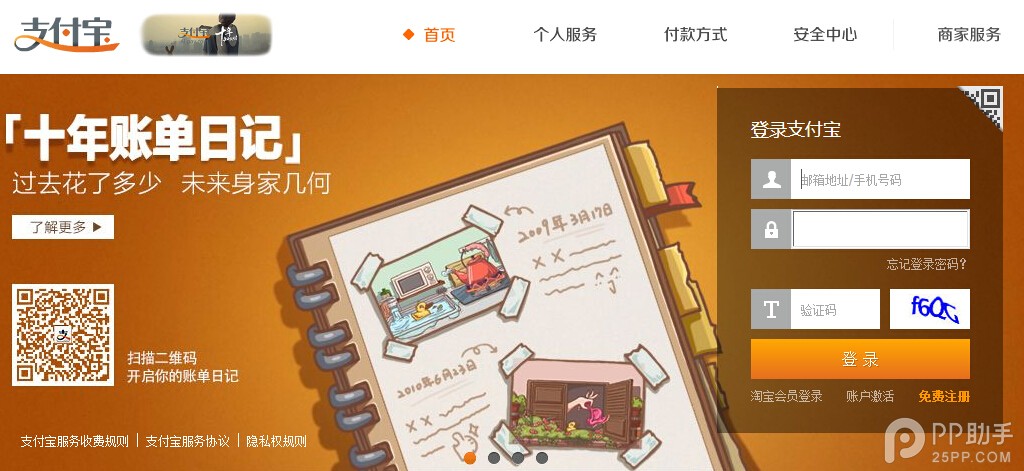 支付宝
支付宝 十年
首页 个人服务 付款方式 安全中心 商家服务
「十年账单日记」
过去花了多少 未来身家几何
了解更多
扫描二维码
开启你的账单日记
支付宝服务收费规则 | 支付宝服务协议 | 隐私权规则
2009年3月17日
××
××
2010年6月23日
××
××
登录支付宝
邮箱地址/手机号码
忘记登录密码?
T 验证码 f6QG
登 录
淘宝会员登录 账户激活 免费注册
PP助手
25PP.COM